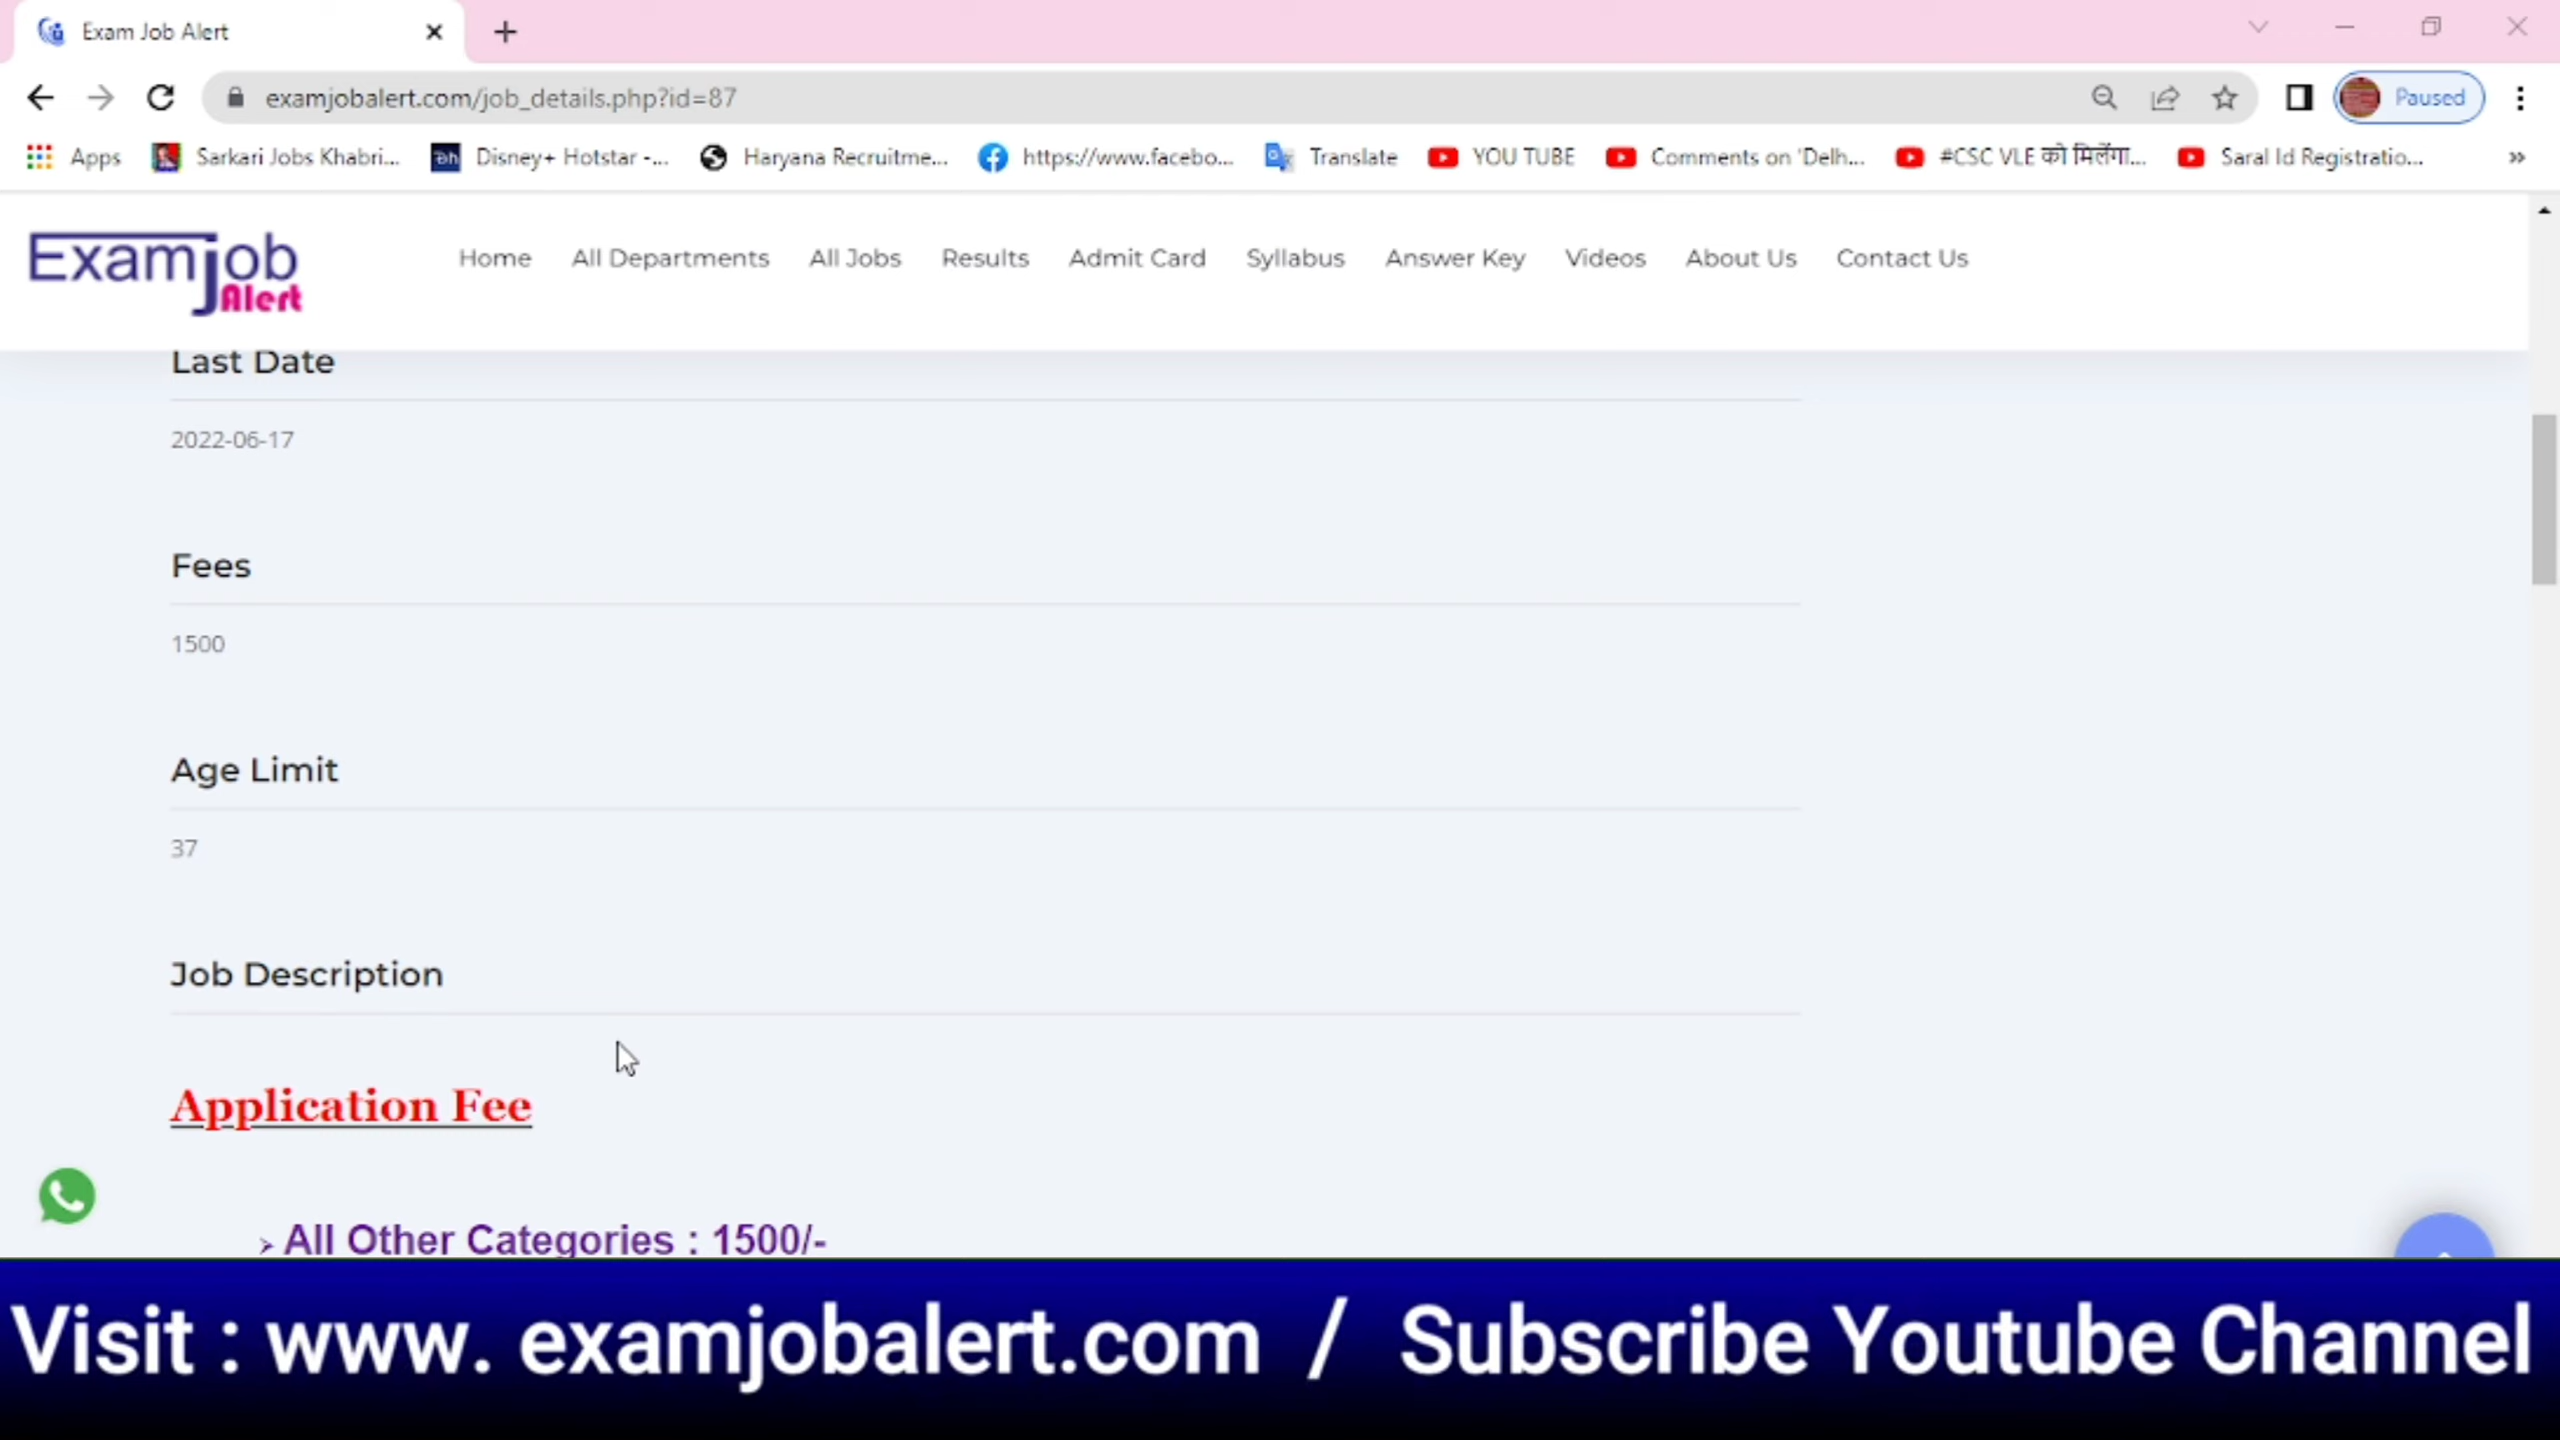 Exam Job Alert
examjobalert.com/job_details.php?id=87
Paused
Apps
Sarkari Jobs Khabri...
Disney+ Hotstar -...
Haryana Recruitme...
https://www.facebo...
Translate
YOU TUBE
Comments on 'Delh...
#CSC VLE को मिलेंगा...
Saral Id Registratio...
»
Examjob
Alert
Home
All Departments
All Jobs
Results
Admit Card
Syllabus
Answer Key
Videos
About Us
Contact Us
Last Date
2022-06-17
Fees
1500
Age Limit
37
Job Description
Application Fee
➢ All Other Categories : 1500/-
Visit : www. examjobalert.com / Subscribe Youtube Channel